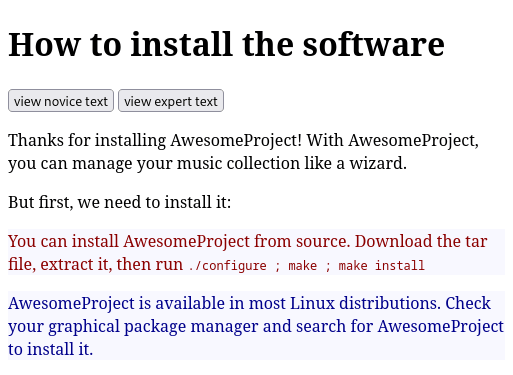 How to install the software
view novice text view expert text
Thanks for installing AwesomeProject! With AwesomeProject,
you can manage your music collection like a wizard.
But first, we need to install it:
You can install AwesomeProject from source. Download the tar
file, extract it, then run ./configure ; make ; make install
AwesomeProject is available in most Linux distributions. Check
your graphical package manager and search for AwesomeProject
to install it.